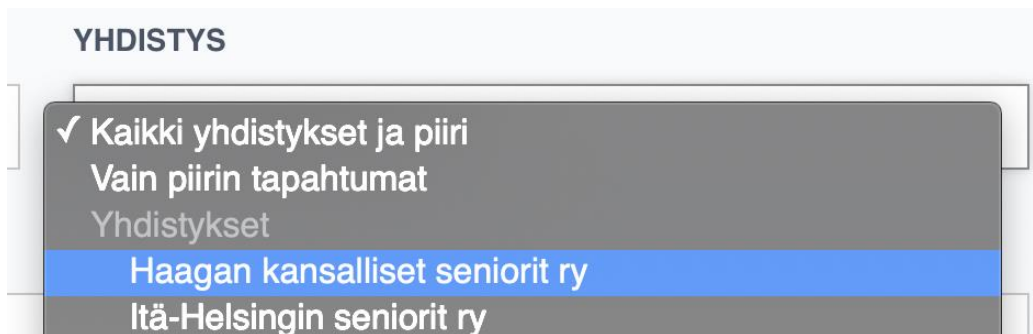 YHDISTYS
✓ Kaikki yhdistykset ja piiri
Vain piirin tapahtumat
Yhdistykset
Haagan kansalliset seniorit ry
Itä-Helsingin seniorit ry